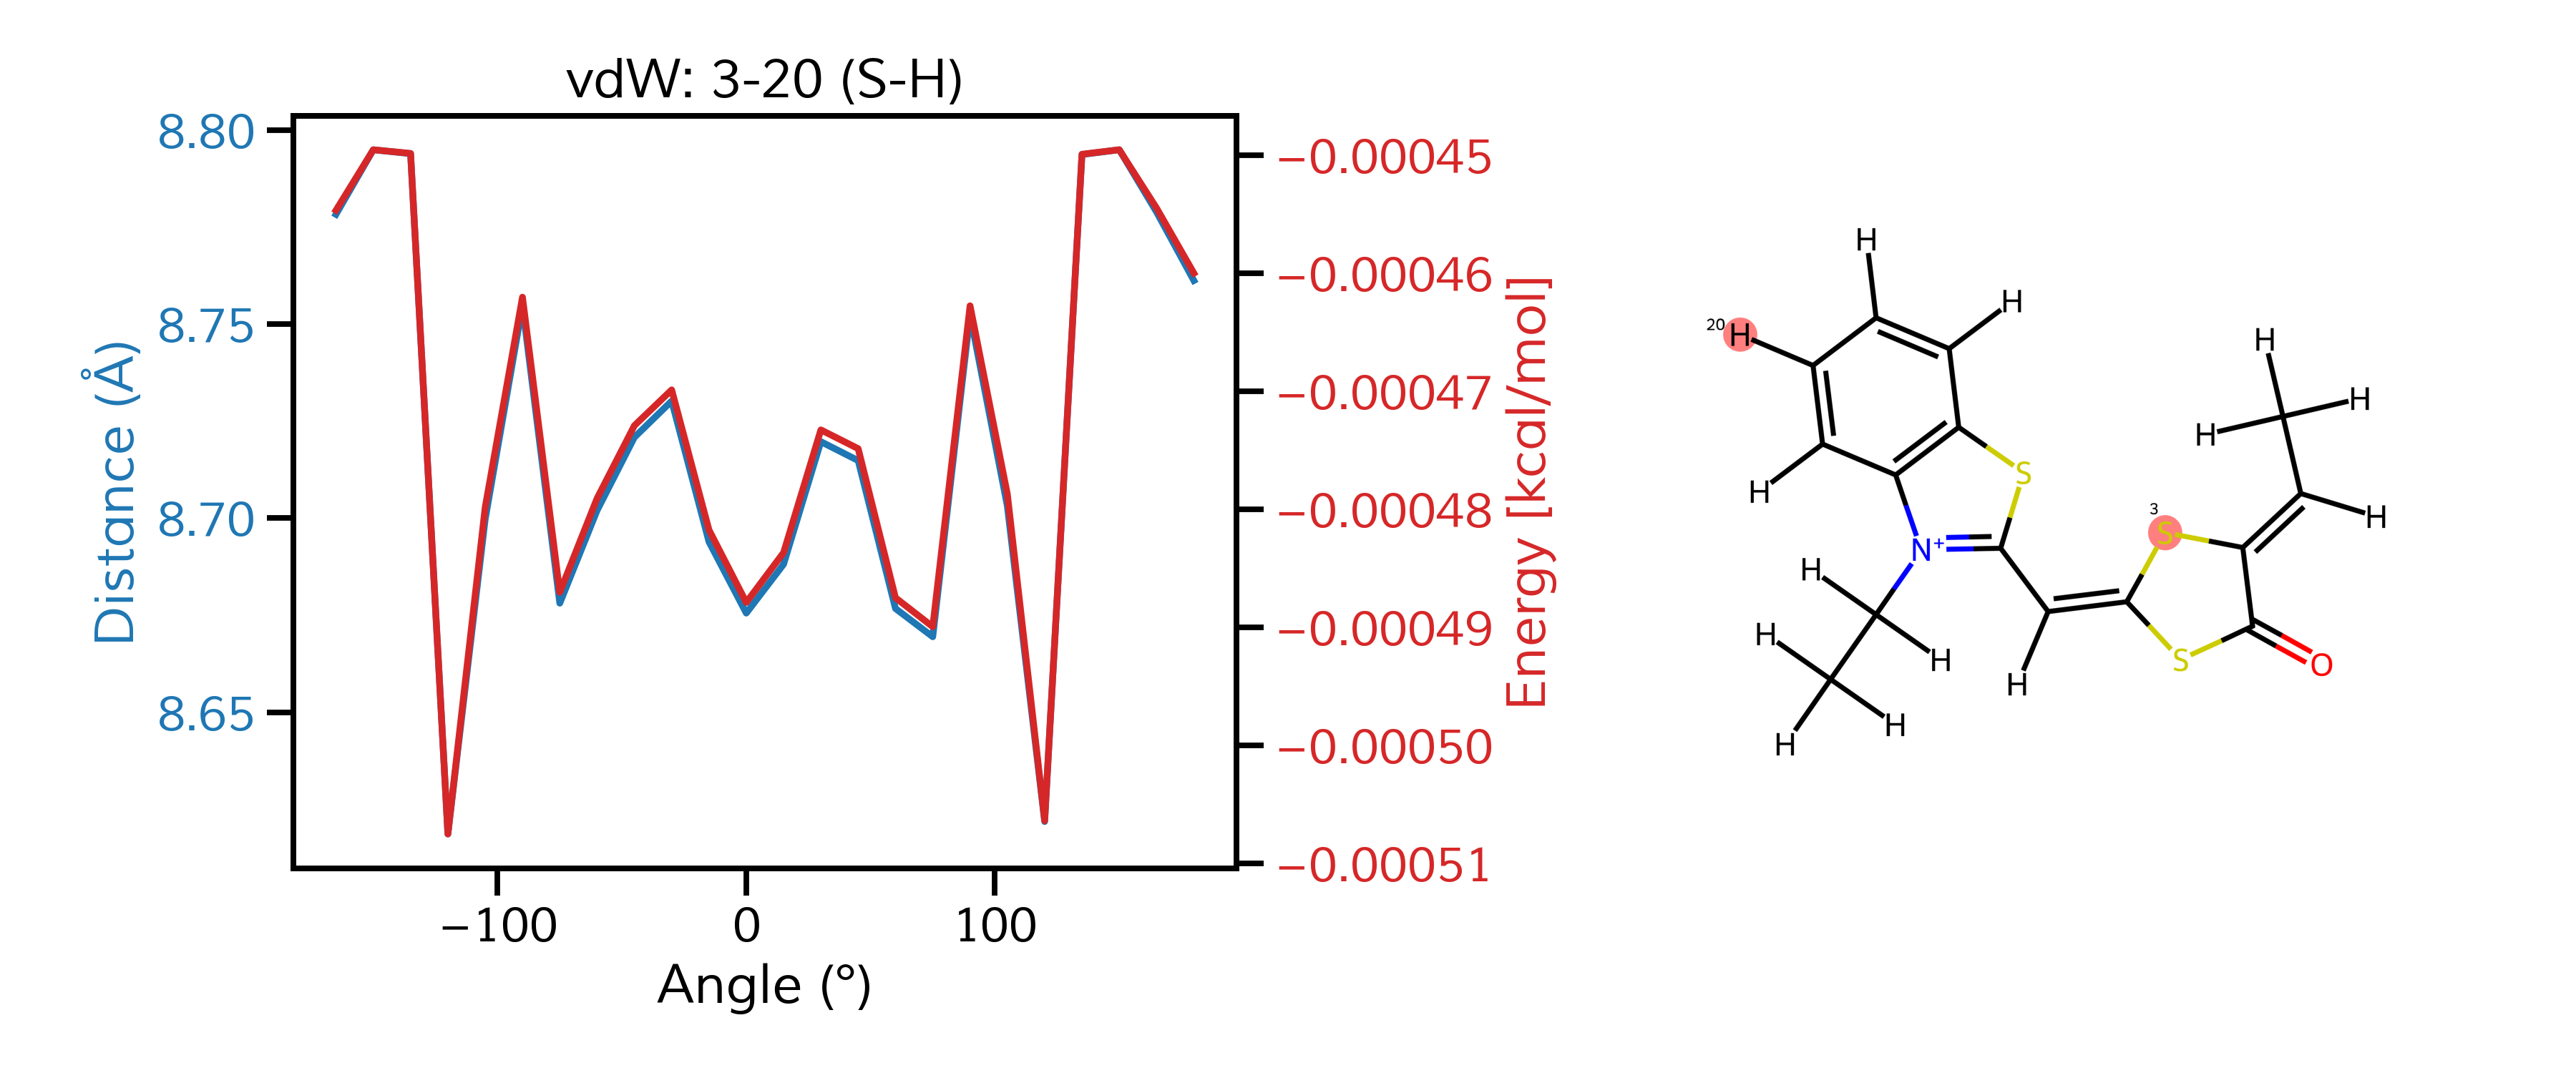 vdW: 3-20 (S-H)
8.80
8.75
8.70
8.65
Distance (Å)
−0.00045
−0.00046
−0.00047
−0.00048
−0.00049
−0.00050
−0.00051
Energy [kcal/mol]
−100
0
100
Angle (°)
H
H
20
H
H
H
H
H
H
S
3
S
H
H
N+
H
H
H
S
O
H
H
H